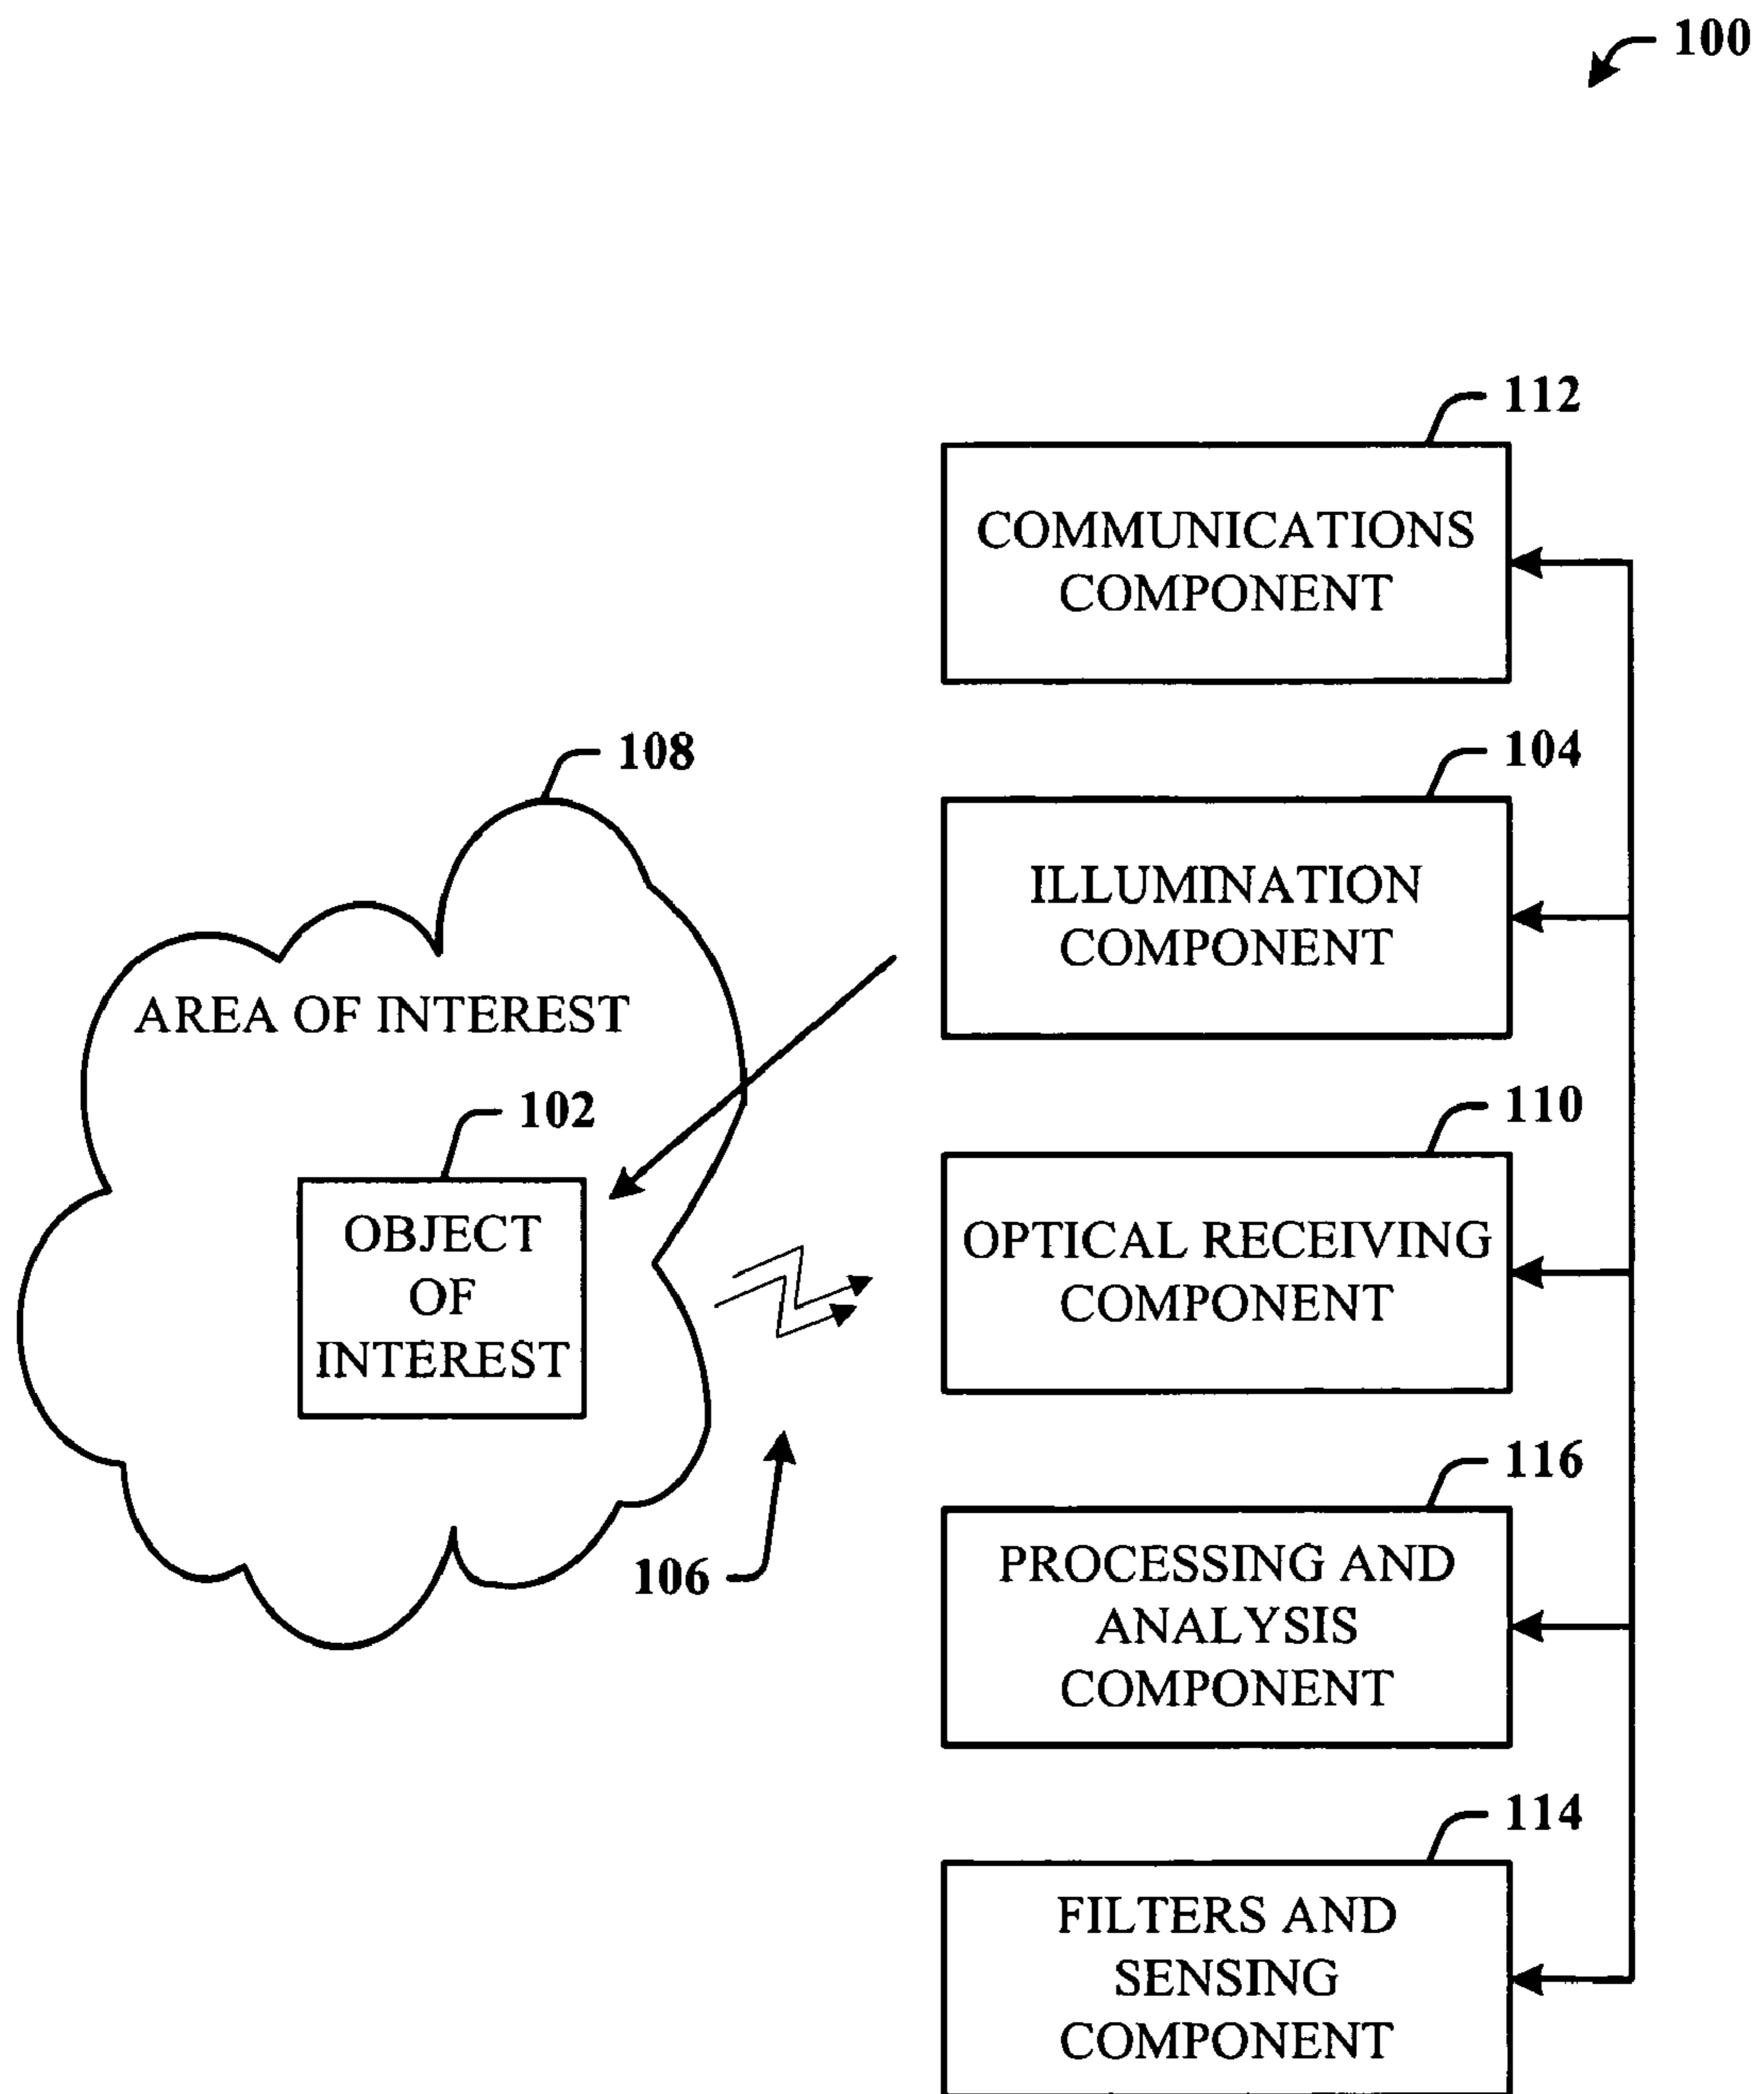 100
112
COMMUNICATIONS
COMPONENT
108
104
ILLUMINATION
COMPONENT
AREA OF INTEREST
102
110
OBJECT
OF
INTEREST
OPTICAL RECEIVING
COMPONENT
106
116
PROCESSING AND
ANALYSIS
COMPONENT
114
FILTERS AND
SENSING
COMPONENT